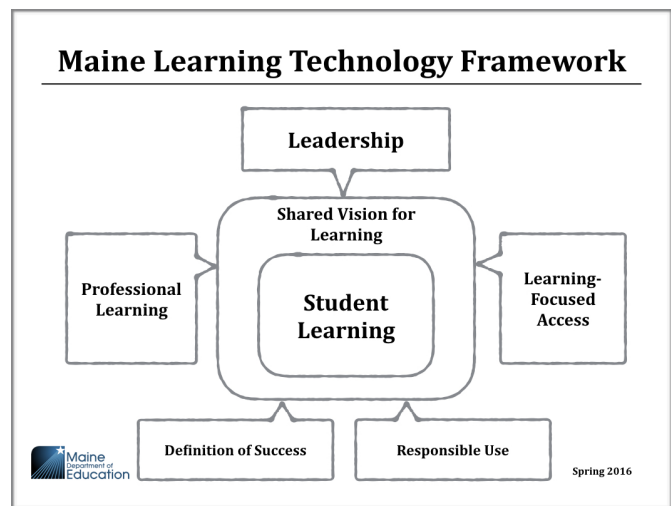 Maine Learning Technology Framework
Leadership
Shared Vision for
Learning
Professional
Learning
Student
Learning
Learning-
Focused
Access
Definition of Success
Responsible Use
Maine
Department of
Education
Spring 2016